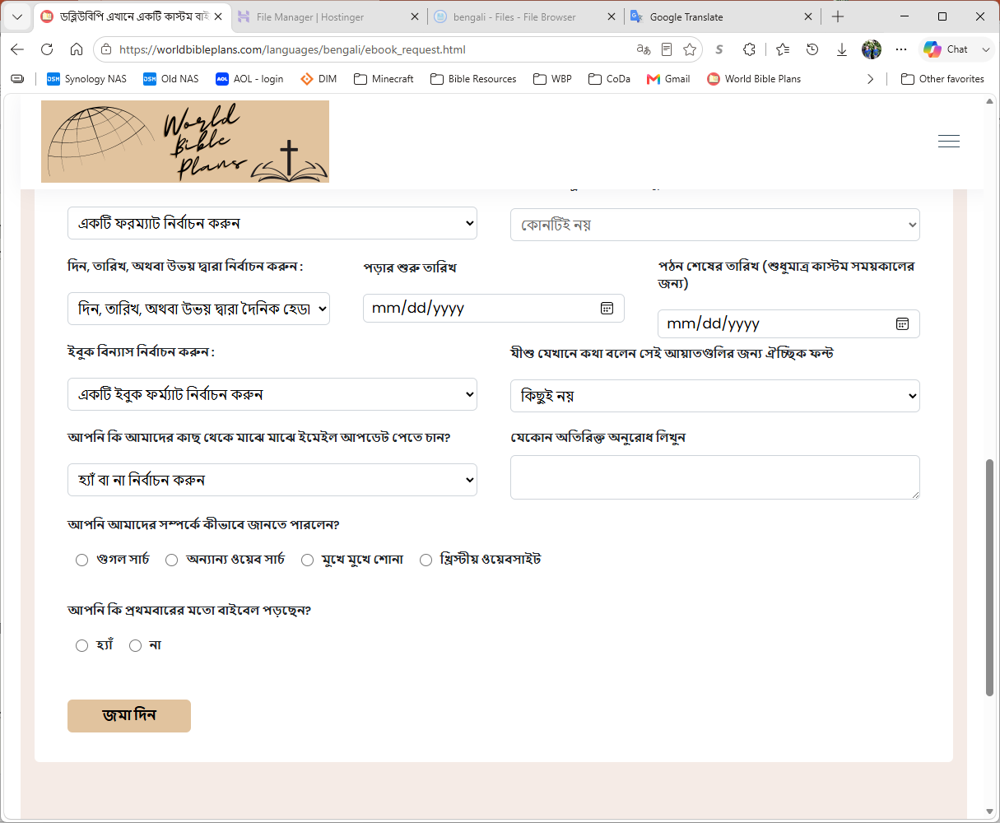 ডব্লিউবিপি এখানে একটি কাস্টম বাই
File Manager | Hostinger
bengali - Files - File Browser
Google Translate
https://worldbibleplans.com/languages/bengali/ebook_request.html
Chat
Synology NAS
Old NAS
AOL - login
DIM
Minecraft
Bible Resources
WBP
CoDa
Gmail
World Bible Plans
Other favorites
World
Bible
Plans
একটি ফরম্যাট নির্বাচন করুন
কোনটিই নয়
দিন, তারিখ, অথবা উভয় দ্বারা নির্বাচন করুন :
পড়ার শুরু তারিখ
পঠন শেষের তারিখ (শুধুমাত্র কাস্টম সময়কালের
জন্য)
দিন, তারিখ, অথবা উভয় দ্বারা দৈনিক হেডা
mm/dd/yyyy
mm/dd/yyyy
ইবুক বিন্যাস নির্বাচন করুন :
যীশু যেখানে কথা বলেন সেই আয়াতগুলির জন্য ঐচ্ছিক ফন্ট
একটি ইবুক ফর্ম্যাট নির্বাচন করুন
কিছুই নয়
আপনি কি আমাদের কাছ থেকে মাঝে মাঝে ইমেইল আপডেট পেতে চান?
যেকোন অতিরিক্ত অনুরোধ লিখুন
হ্যাঁ বা না নির্বাচন করুন
আপনি আমাদের সম্পর্কে কীভাবে জানতে পারলেন?
গুগল সার্চ
অন্যান্য ওয়েব সার্চ
মুখে মুখে শোনা
খ্রিস্টীয় ওয়েবসাইট
আপনি কি প্রথমবারের মতো বাইবেল পড়ছেন?
হ্যাঁ
না
জমা দিন